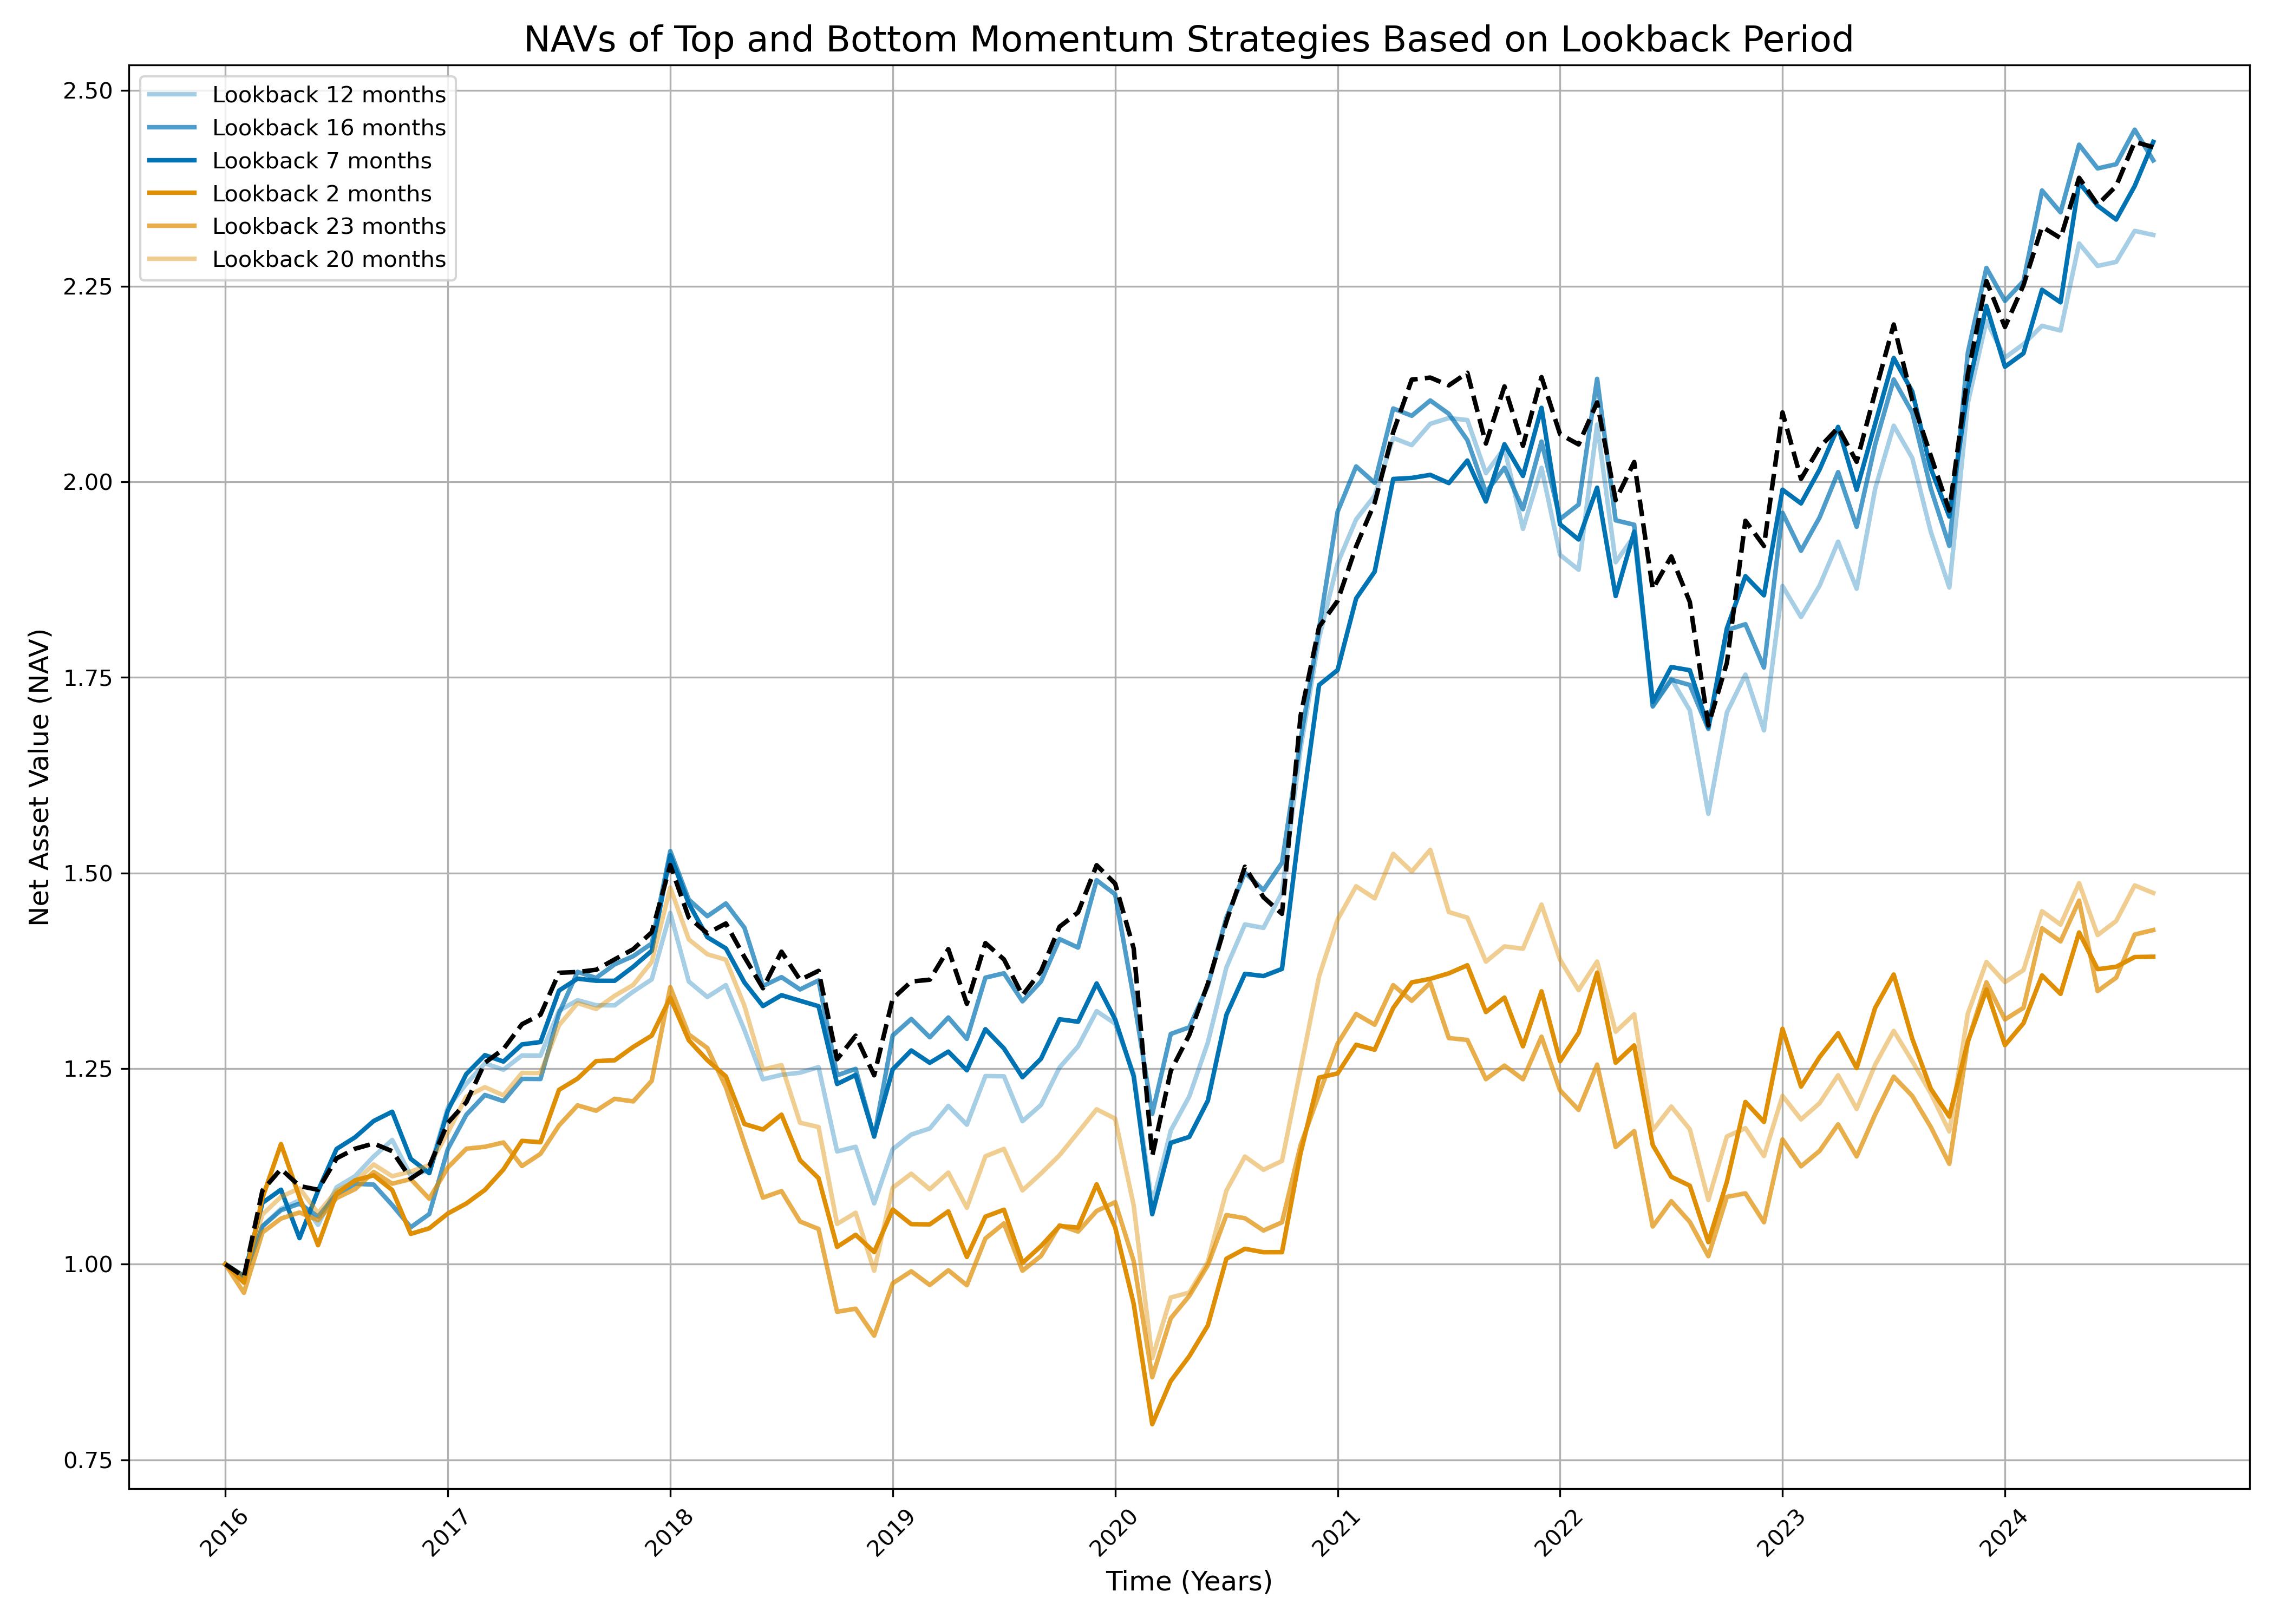 NAVs of Top and Bottom Momentum Strategies Based on Lookback Period
2.50
2.25
2.00
1.75
1.50
1.25
1.00
0.75
Net Asset Value (NAV)
Lookback 12 months
Lookback 16 months
Lookback 7 months
Lookback 2 months
Lookback 23 months
Lookback 20 months
2016
2017
2018
2019
2020
2021
2022
2023
2024
Time (Years)